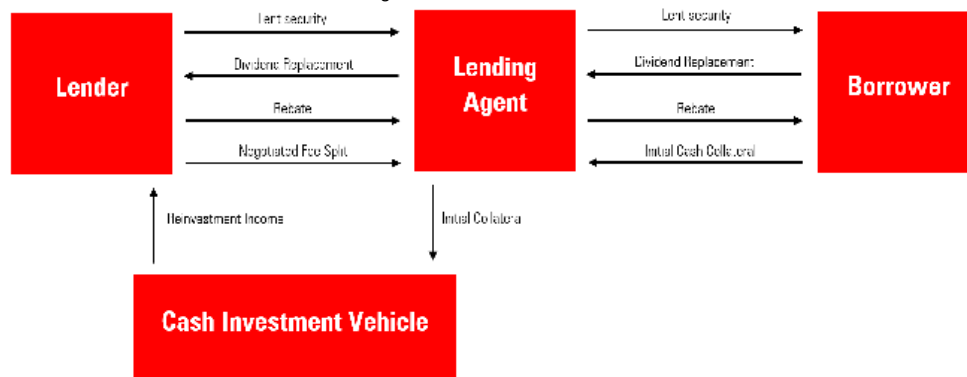 Lent security
Lent security
Dividend Replacement
Dividend Replacement
Lender
Lending
Agent
Borrower
Rebate
Rebate
Negotiated Fee Split
Initial Cash Collateral
Reinvestment Income
Initial Collateral
Cash Investment Vehicle